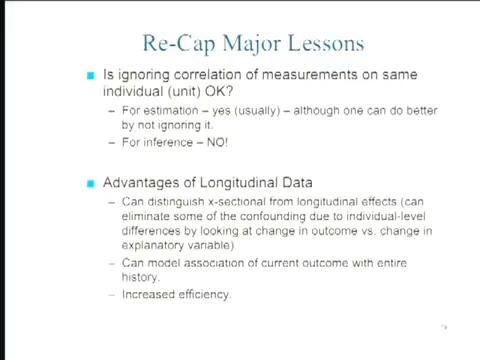 Re-Cap Major Lessons
Is ignoring correlation of measurements on same
individual (unit) OK?
– For estimation – yes (usually) – although one can do better
by not ignoring it.
– For inference – NO!
Advantages of Longitudinal Data
– Can distinguish x-sectional from longitudinal effects (can
eliminate some of the confounding due to individual-level
differences by looking at change in outcome vs. change in
explanatory variable)
– Can model association of current outcome with entire
history.
– Increased efficiency.